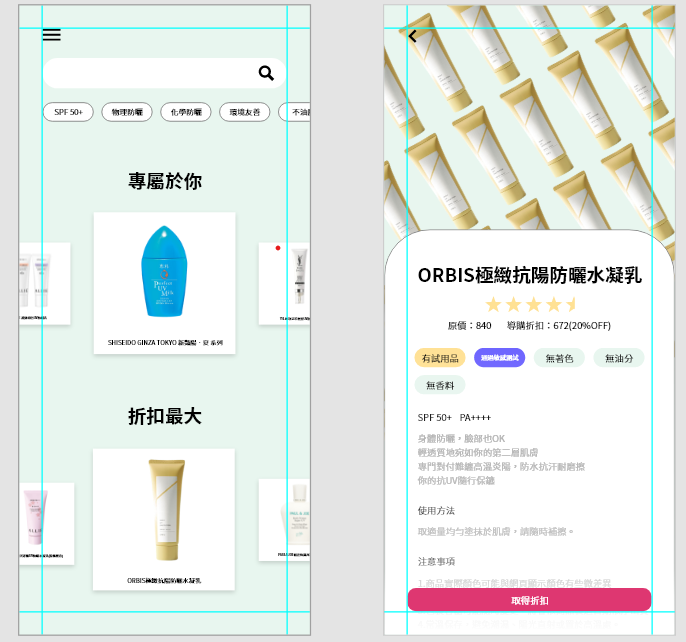 SPF 50+
物理防曬
化學防曬
環境友善
不油
專屬於你
SHISEIDO GINZA TOKYO 新豔陽・夏 系列
折扣最大
ORBIS極緻抗陽防曬水凝乳
ORBIS極緻抗陽防曬水凝乳
原價：840 導購折扣：672(20%OFF)
有試用品
通過敏感測試
無著色
無油分
無香料
SPF 50+ PA++++
身體防曬，臉部也OK
輕透質地宛如你的第二層肌膚
專門對付雜纏高溫炎陽，防水抗汗耐磨擦
你的抗UV隨行保鑣
使用方法
取適量均勻塗抹於肌膚，請隨時補擦。
注意事項
1.商品實際顏色可能與網頁顯示顏色有些微差異
取得折扣